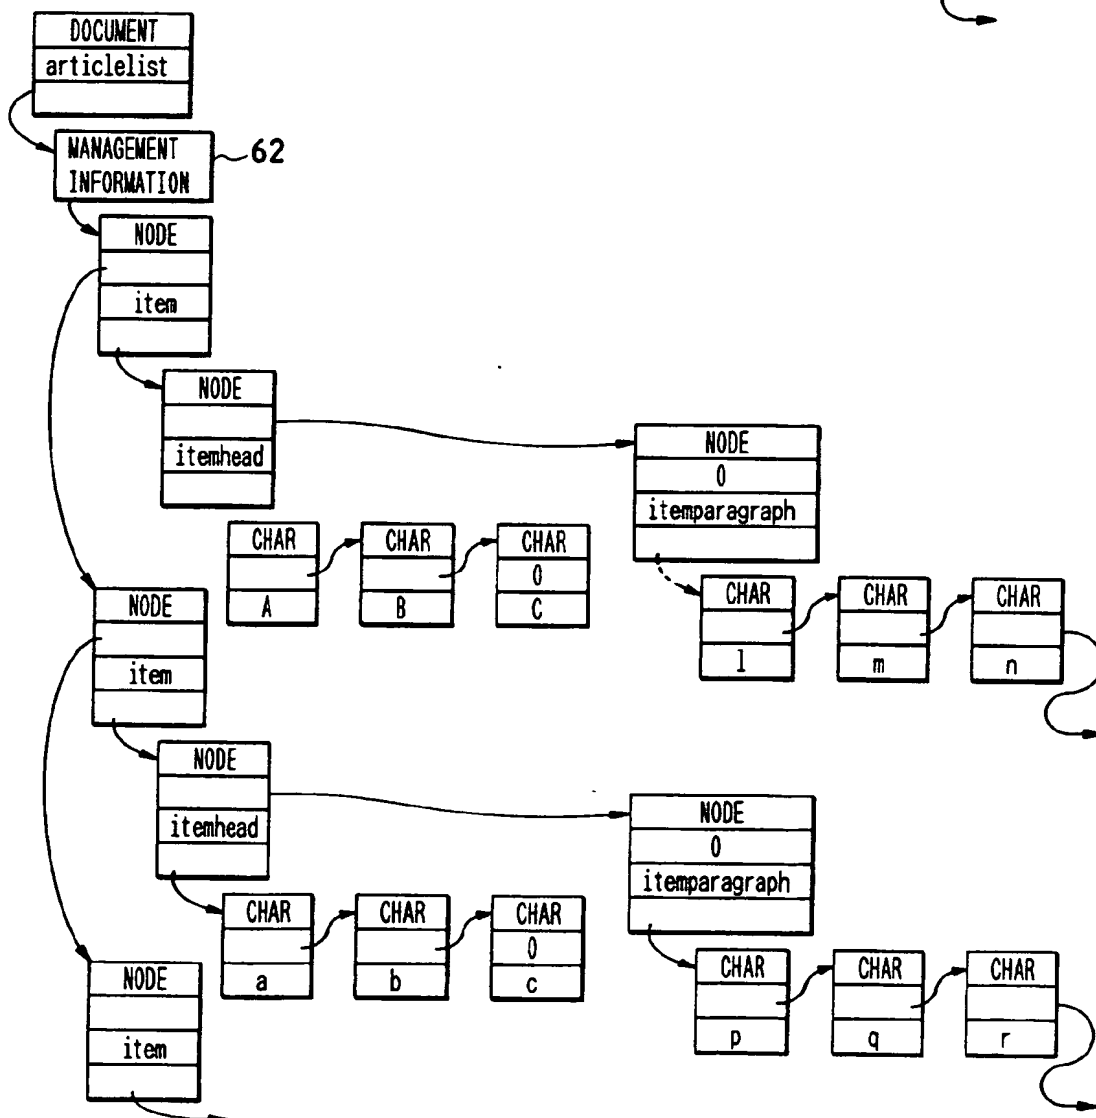 DOCUMENT
articlelist
MANAGEMENT
INFORMATION
62
NODE
item
NODE
itemhead
NODE
0
itemparagraph
CHAR
A
CHAR
B
CHAR
0
C
CHAR
l
CHAR
m
CHAR
n
NODE
item
NODE
itemhead
NODE
0
itemparagraph
CHAR
a
CHAR
b
CHAR
0
c
CHAR
p
CHAR
q
CHAR
r
NODE
item